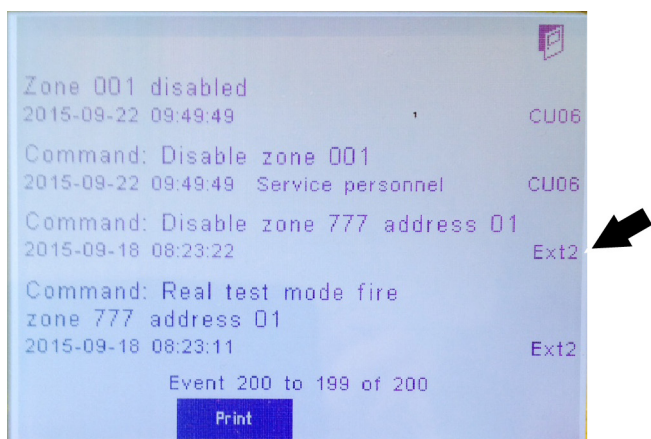 Zone 001 disabled
2015-09-22 09:49:49 CU06
Command: Disable zone 001
2015-09-22 09:49:49 Service personnel CU06
Command: Disable zone 777 address 01
2015-09-18 08:23:22 Ext2
Command: Real test mode fire
zone 777 address 01
2015-09-18 08:23:11 Ext2
Event 200 to 199 of 200
Print